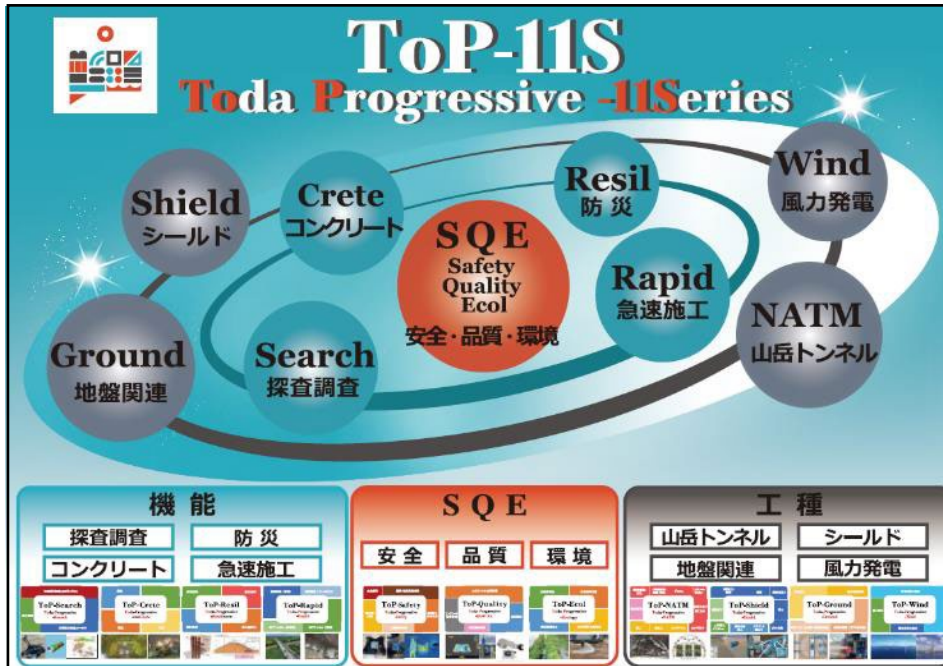 ToP-11S
Toda Progressive -11Series
Shield
シールド
Crete
コンクリート
Resil
防災
Wind
風力発電
SQE
Safety
Quality
Ecol
安全・品質・環境
Ground
地盤関連
Search
探査調査
Rapid
急速施工
NATM
山岳トンネル
機能
探査調査
防災
コンクリート
急速施工
ToP-Search
ToP-Crete
ToP-Resil
ToP-Rapid
SQE
安全
品質
環境
ToP-Safety
ToP-Quality
ToP-Ecol
工種
山岳トンネル
シールド
地盤関連
風力発電
ToP-NATM
ToP-Shield
ToP-Ground
ToP-Wind